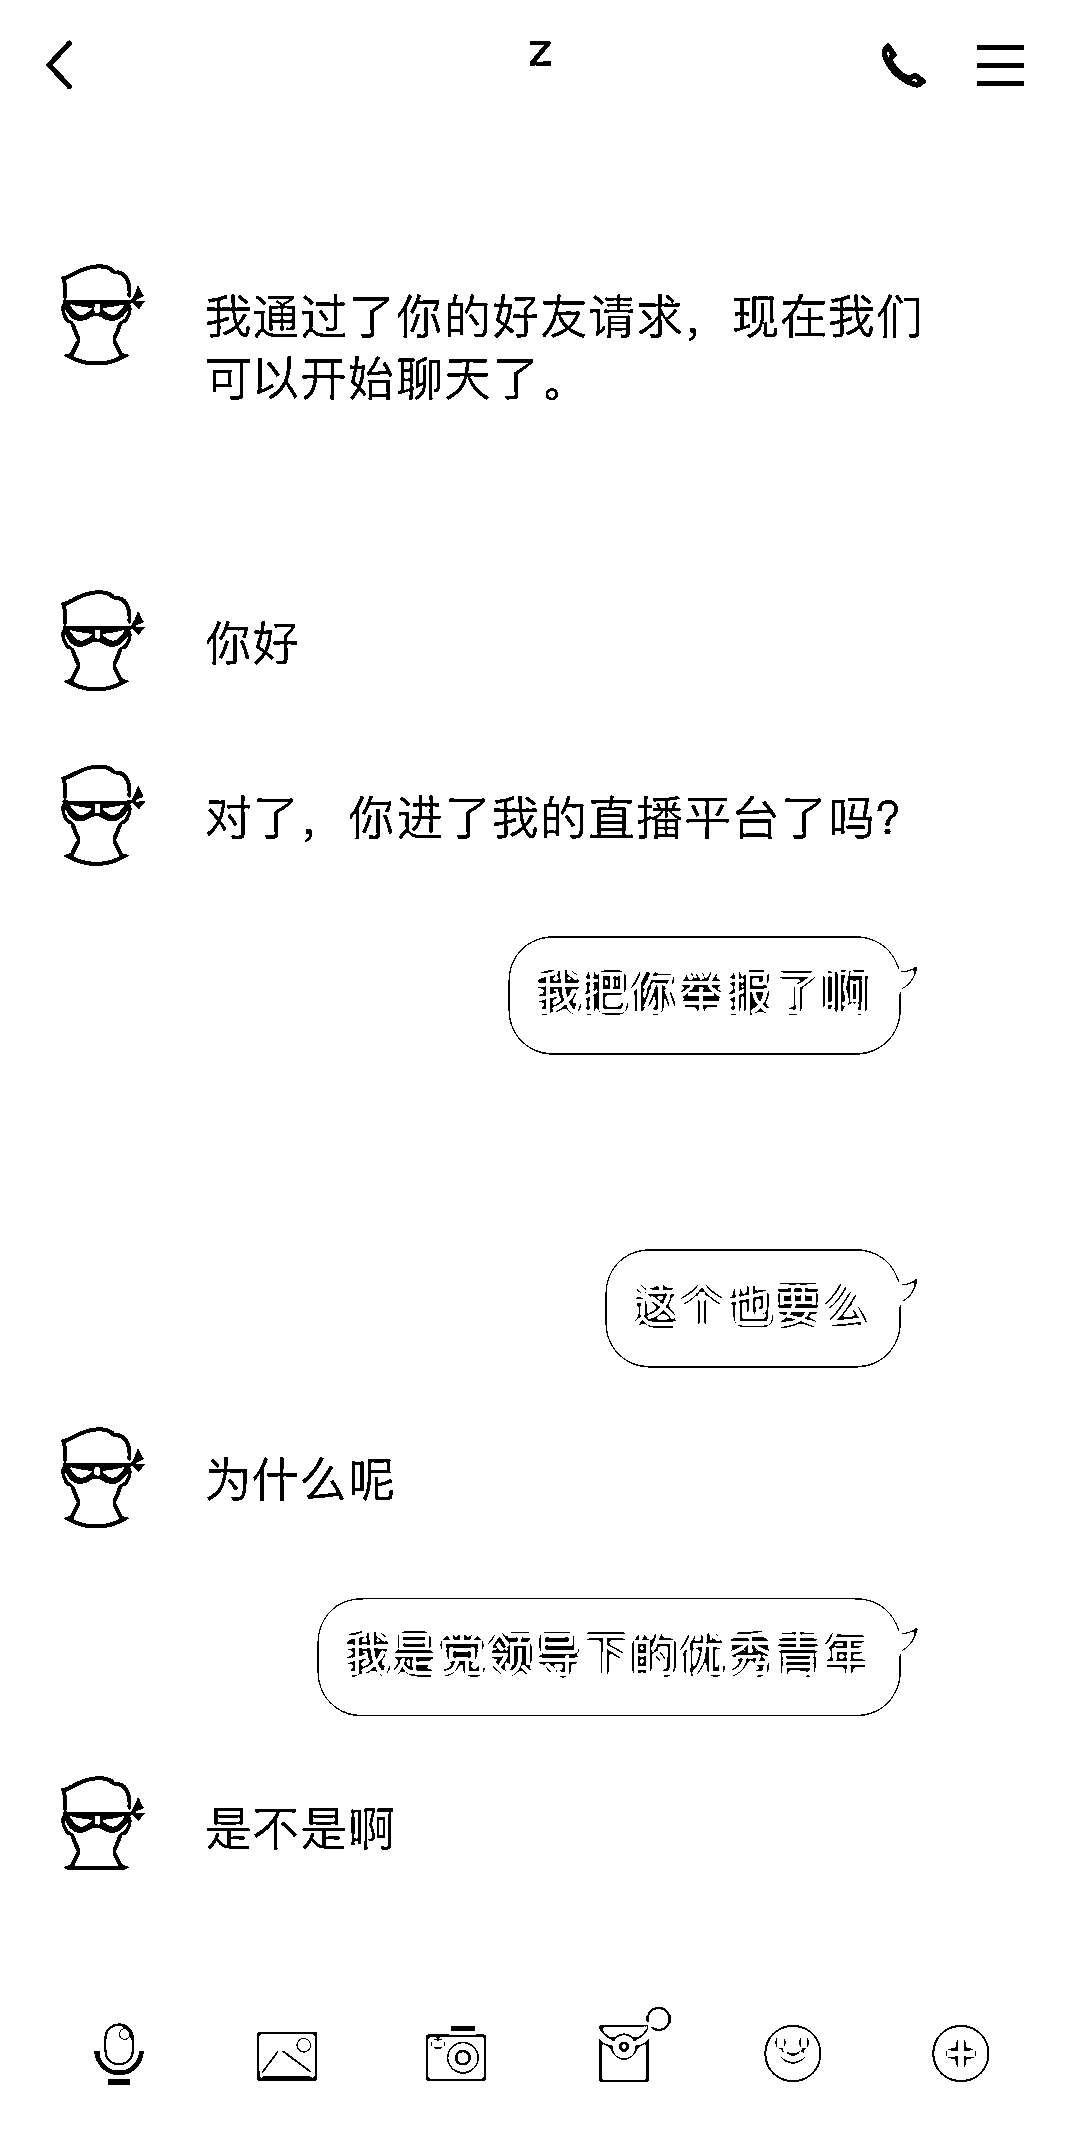 z
我通过了你的好友请求，现在我们
可以开始聊天了。
你好
对了，你进了我的直播平台了吗?
我把你举报了啊
这个也要么
为什么呢
我是党领导下的优秀青年
是不是啊